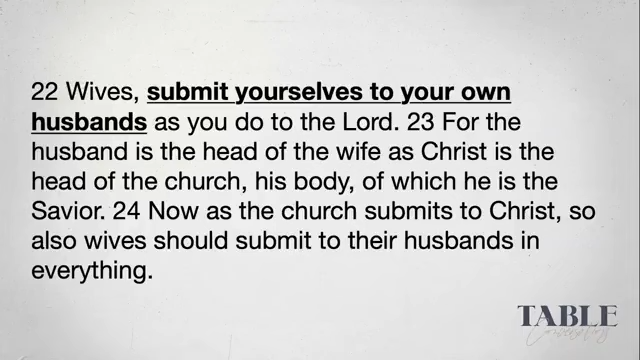 22 Wives, submit yourselves to your own
husbands as you do to the Lord. 23 For the
husband is the head of the wife as Christ is the
head of the church, his body, of which he is the
Savior. 24 Now as the church submits to Christ, so
also wives should submit to their husbands in
everything.
TABLE